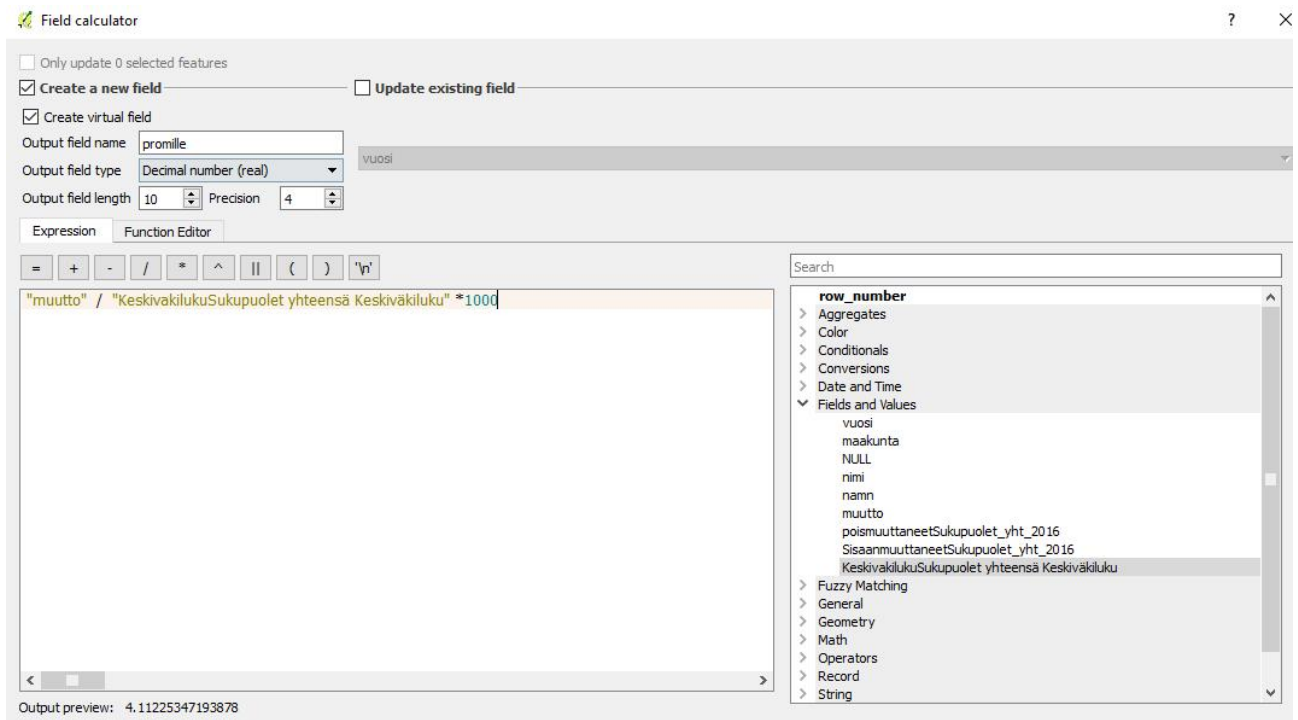 Field calculator ? ×
Only update 0 selected features
Create a new field
Update existing field
Create virtual field
Output field name promille
vuosi
Output field type Decimal number (real)
Output field length 10 Precision 4
Expression Function Editor
= + - / * ^ || ( ) '\n'
Search
"muutto" / "KeskivakilukuSukupuolet yhteensä Keskiväkiluku" *1000
row_number
Aggregates
Color
Conditionals
Conversions
Date and Time
Fields and Values
vuosi
maakunta
NULL
nimi
namn
muutto
poismuuttaneetSukupuolet_yht_2016
SisaanmuuttaneetSukupuolet_yht_2016
KeskivakilukuSukupuolet yhteensä Keskiväkiluku
Fuzzy Matching
General
Geometry
Math
Operators
Record
String
Output preview: 4.11225347193878